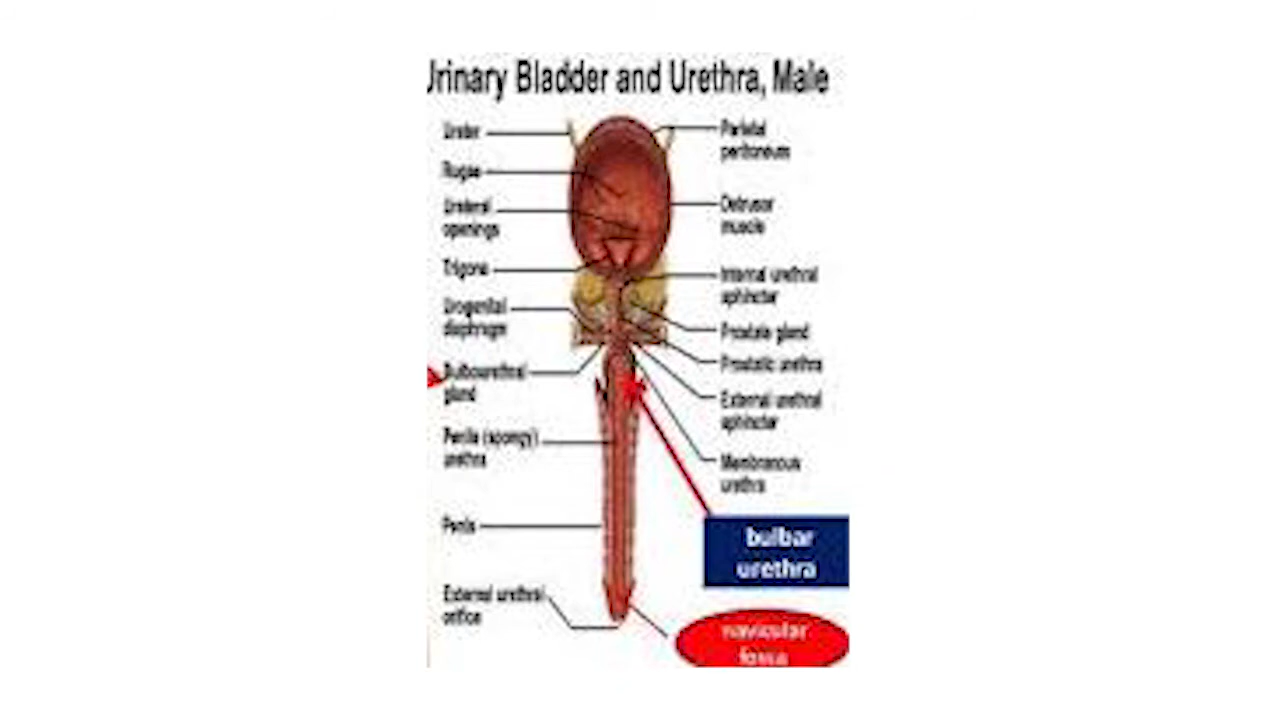 Urinary Bladder and Urethra, Male
Ureter
Rugae
Ureteral
openings
Trigone
Urogenital
diaphragm
Bulbourethral
gland
Penile (spongy)
urethra
Penis
External urethral
orifice
Parietal
peritoneum
Detrusor
muscle
Internal urethral
sphincter
Prostate gland
Prostatic urethra
External urethral
sphincter
Membranous
urethra
bulbar
urethra
navicular
fossa